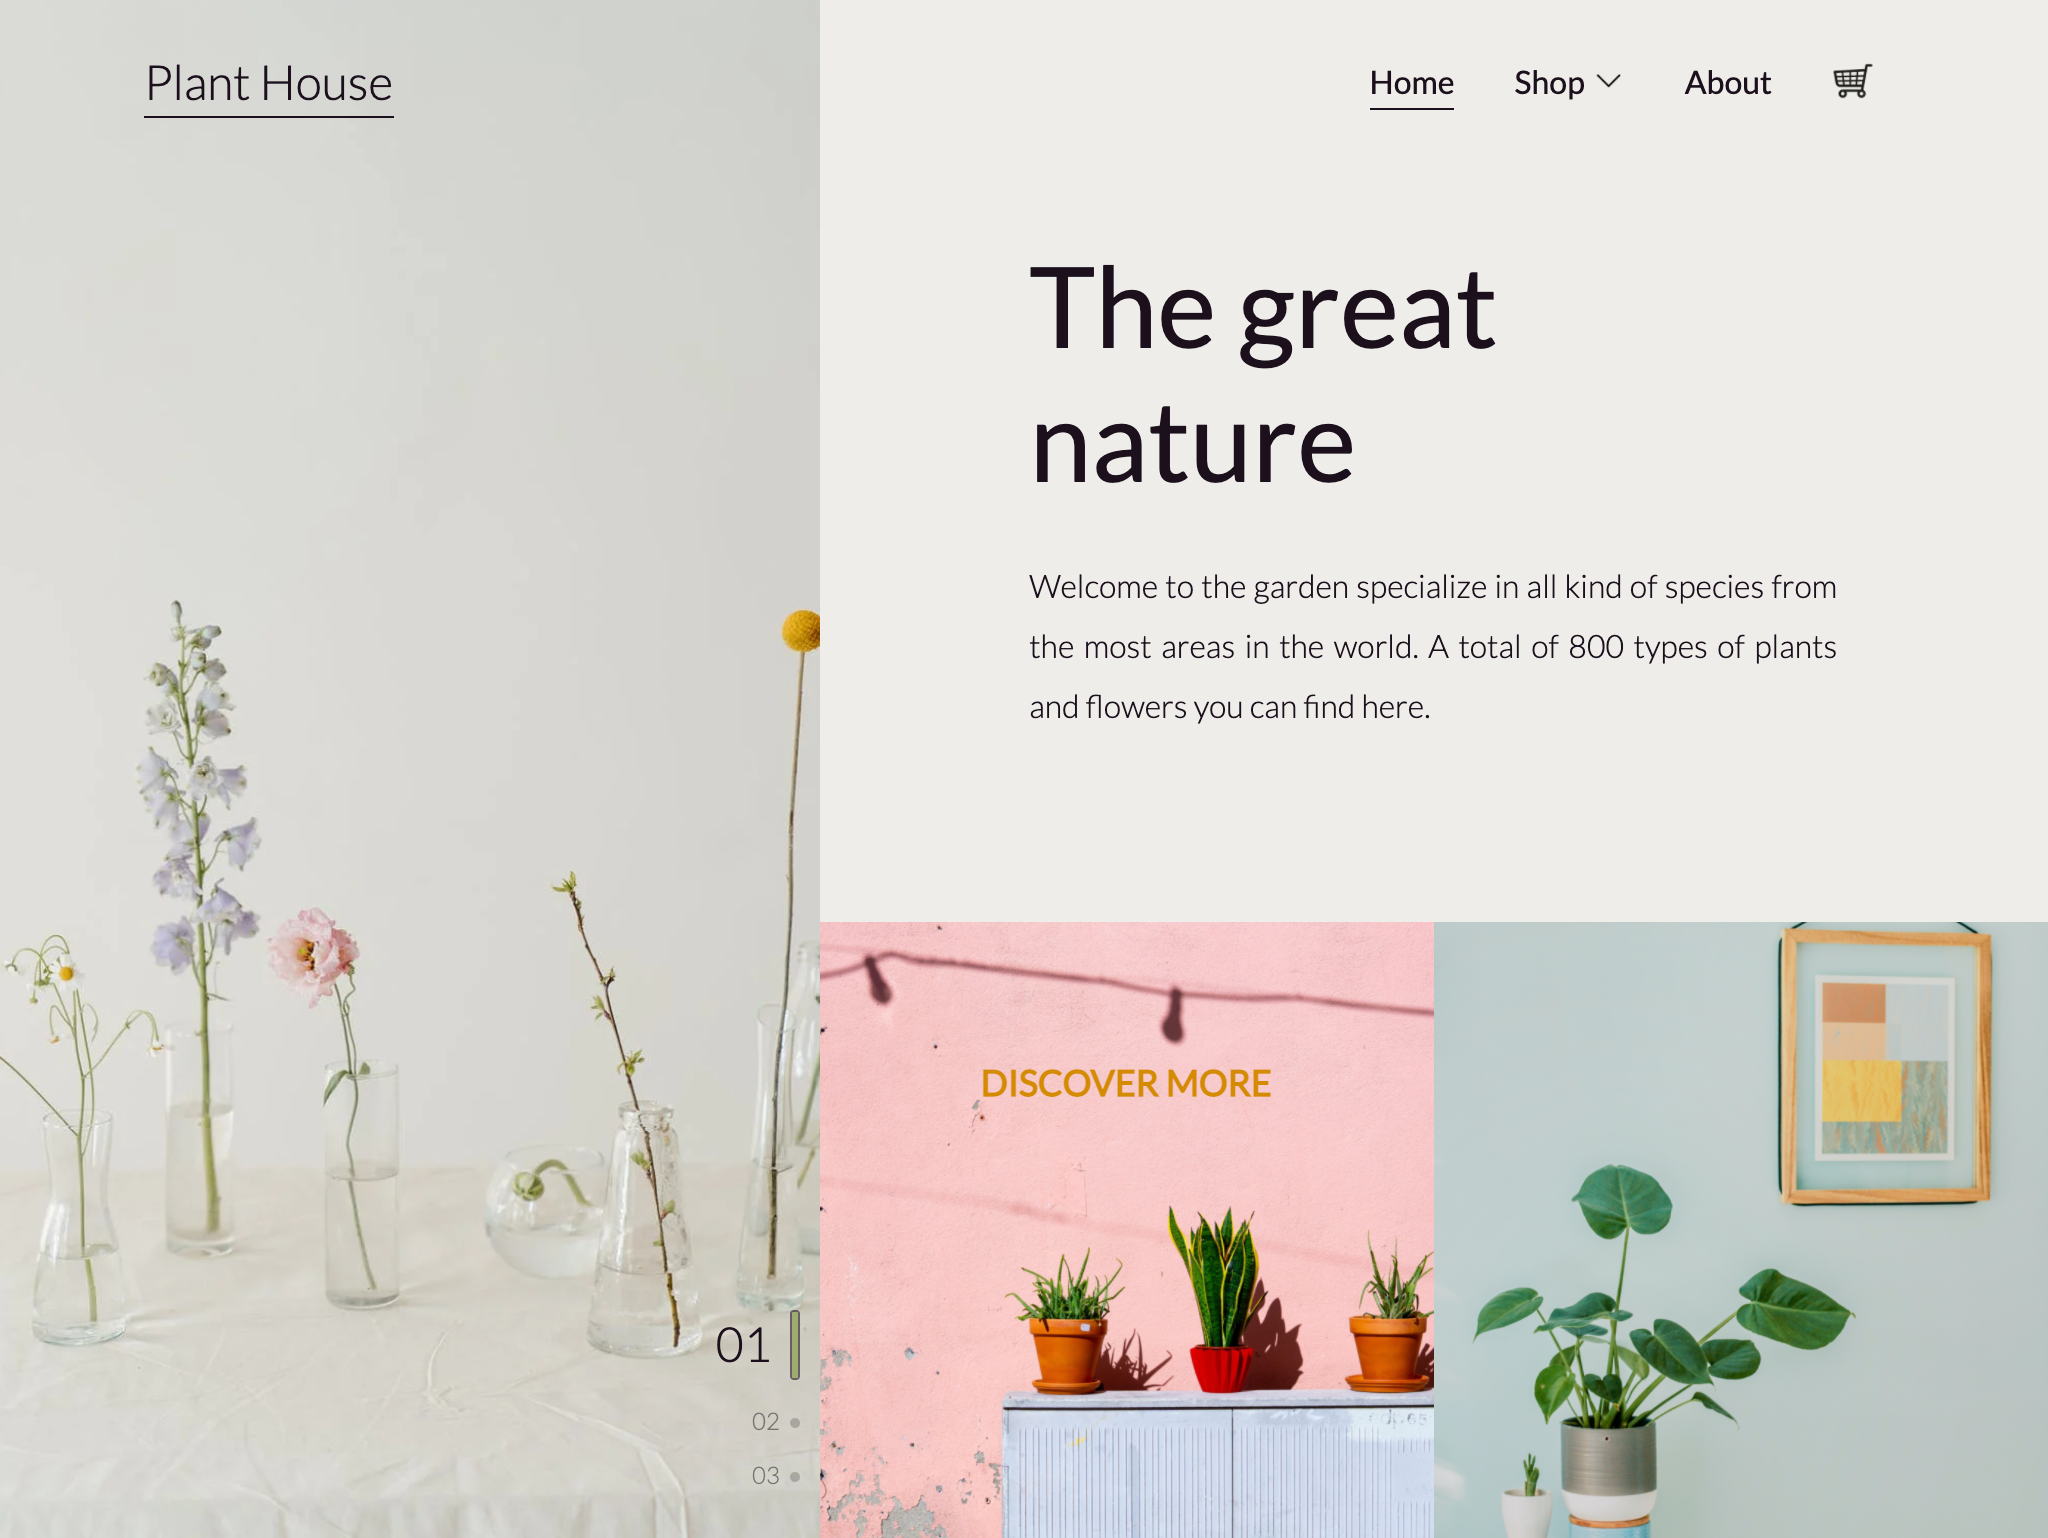 Plant House
Home Shop About
The great
nature
Welcome to the garden specialize in all kind of species from
the most areas in the world. A total of 800 types of plants
and flowers you can find here.
DISCOVER MORE
01
02
03